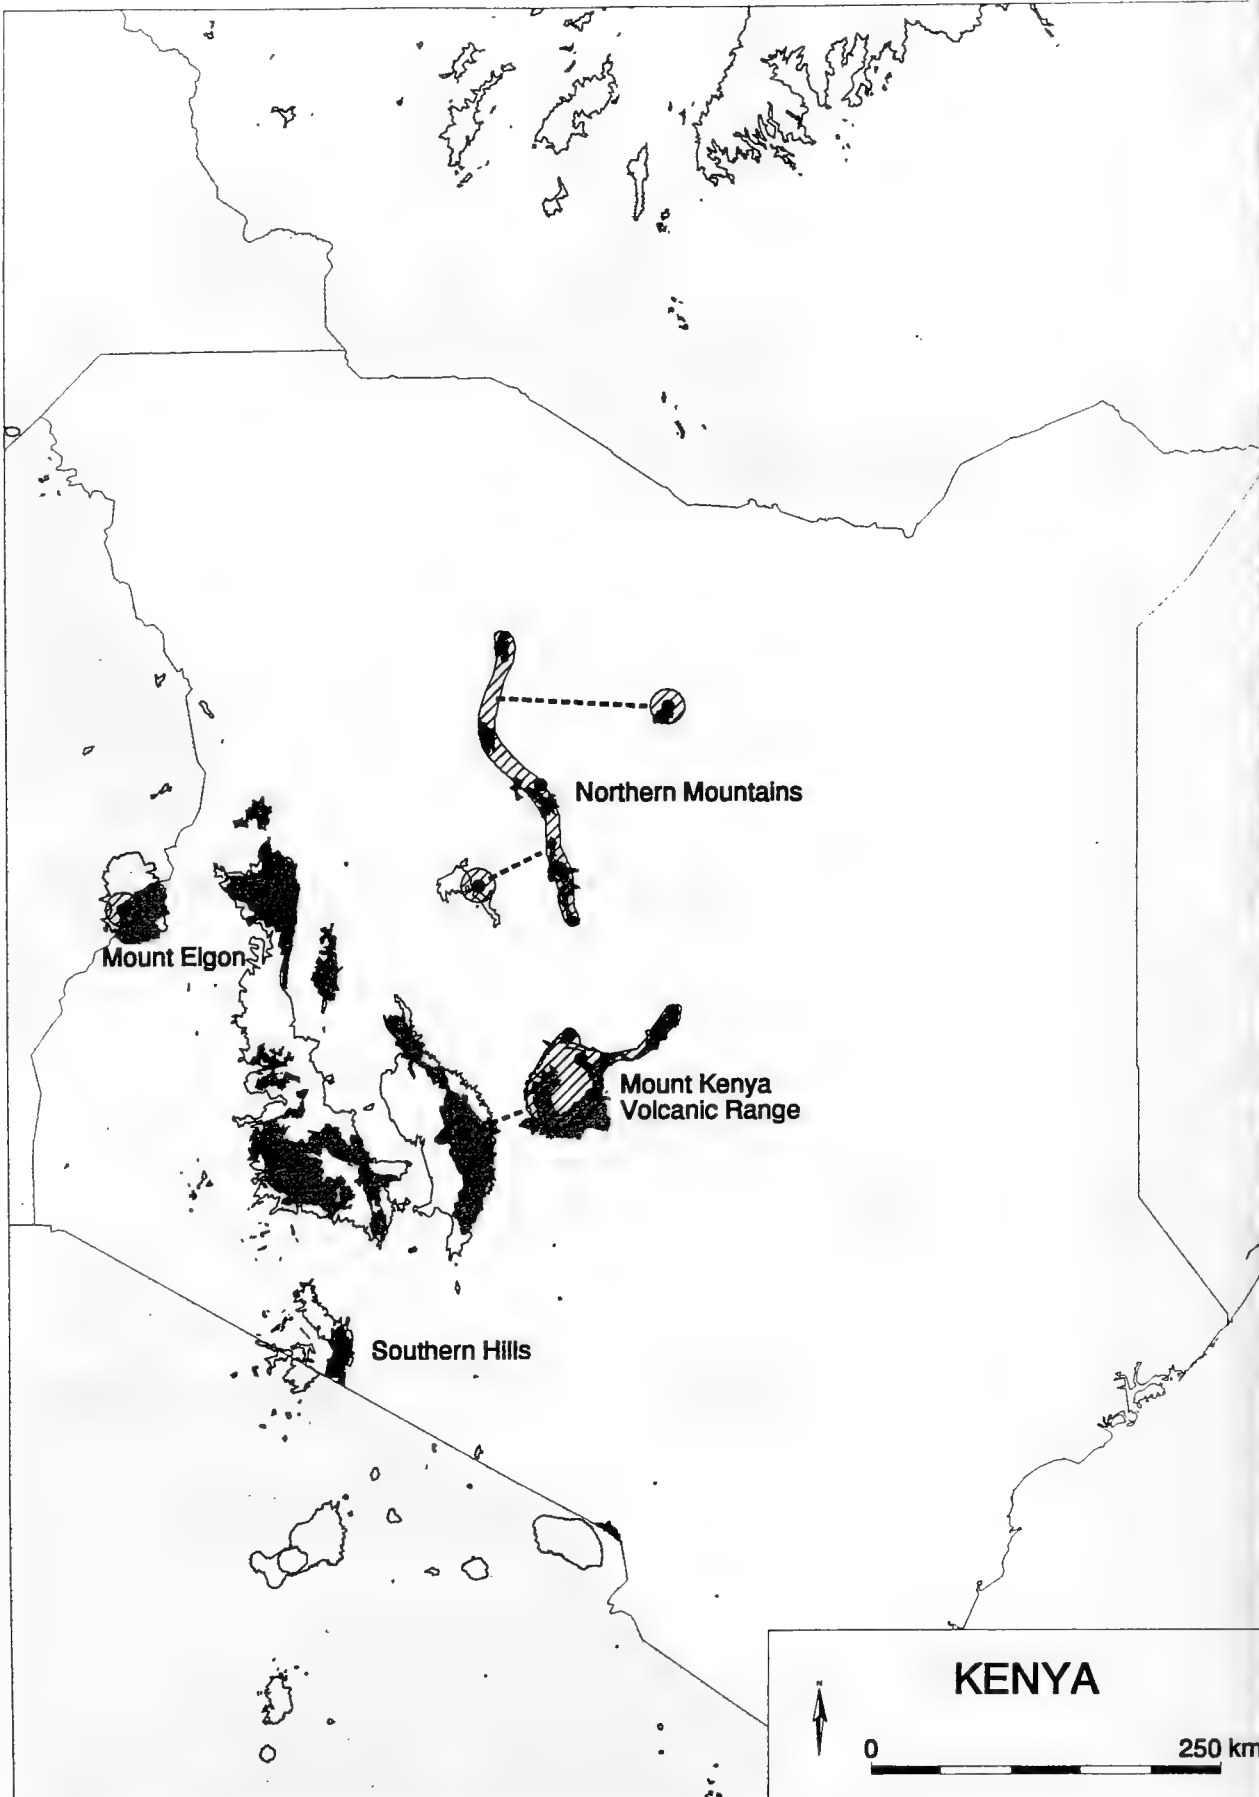 Northern Mountains
Mount Elgon
Mount Kenya
Volcanic Range
Southern Hills
KENYA
N
0 250 km